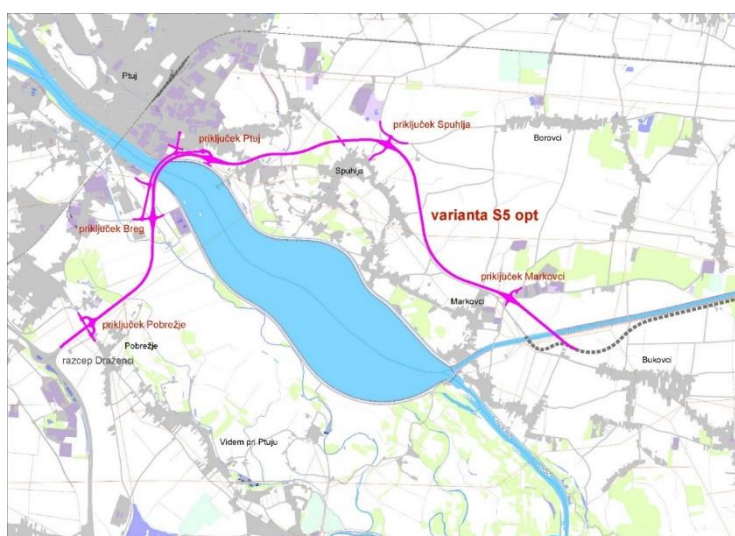 Ptuj
priključek Ptuj
priključek Spuhlja
Borovci
Spuhlja
varianta S5 opt
priključek Breg
priključek Markovci
Markovci
priključek Pobrežje
Pobrežje
razcep Draženci
Bukovci
Videm pri Ptuju